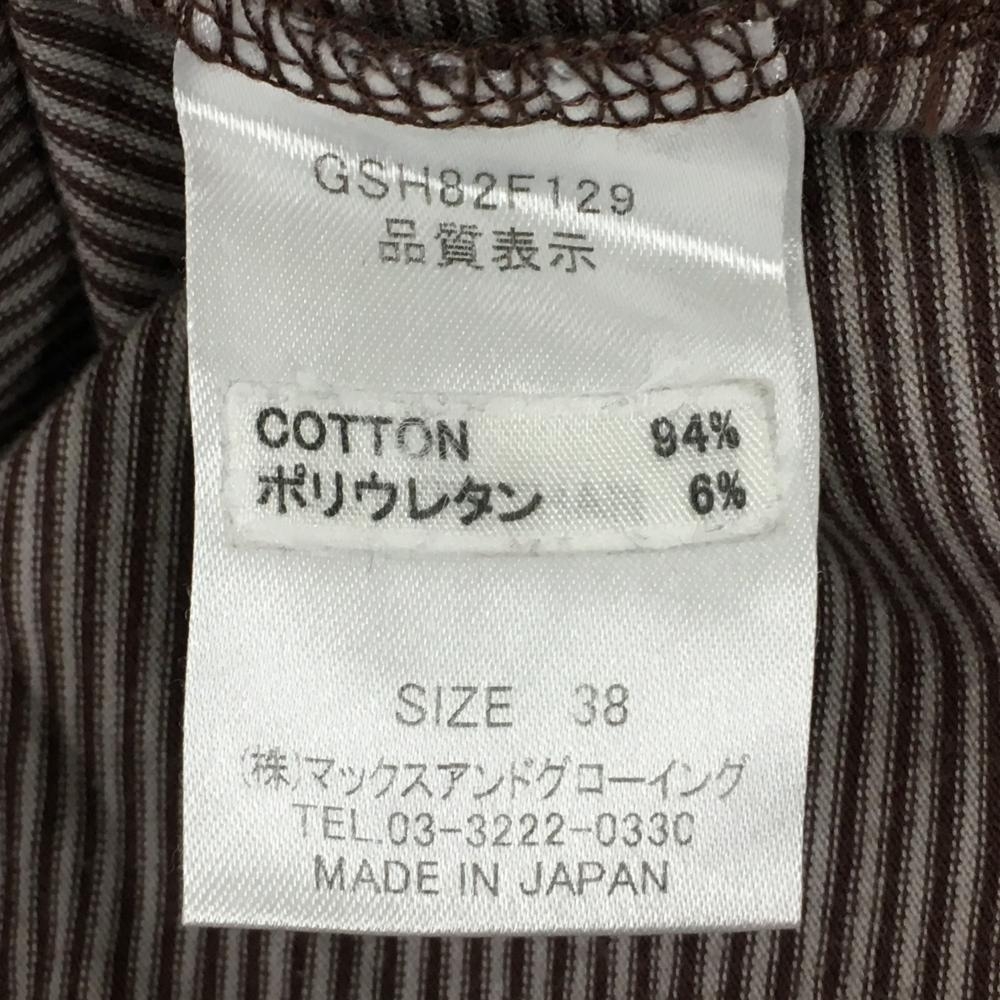 GSH82F129
品質表示
COTTON 94%
ポリウレタン 6%
SIZE 38
(株)マックスアンドグローイング
TEL.03-3222-0330
MADE IN JAPAN